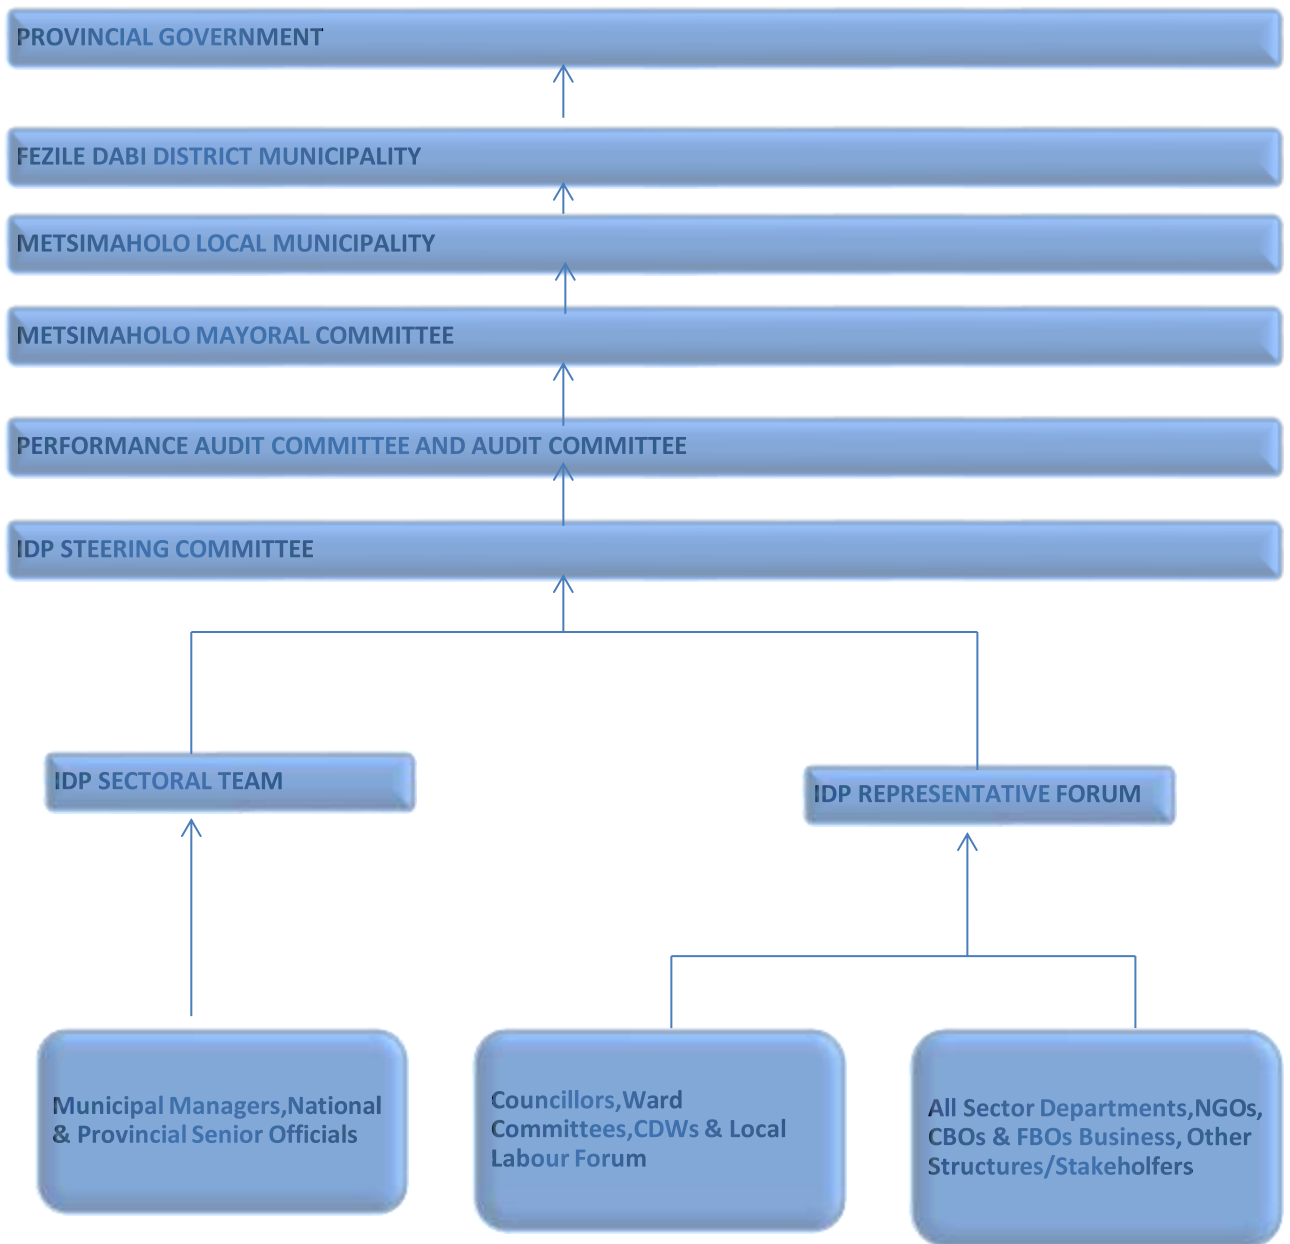 PROVINCIAL GOVERNMENT
FEZILE DABI DISTRICT MUNICIPALITY
METSIMAHOLO LOCAL MUNICIPALITY
METSIMAHOLO MAYORAL COMMITTEE
PERFORMANCE AUDIT COMMITTEE AND AUDIT COMMITTEE
IDP STEERING COMMITTEE
IDP SECTORAL TEAM
IDP REPRESENTATIVE FORUM
Municipal Managers,National
& Provincial Senior Officials
Councillors,Ward
Committees,CDWs & Local
Labour Forum
All Sector Departments,NGOs,
CBOs & FBOs Business, Other
Structures/Stakeholfers